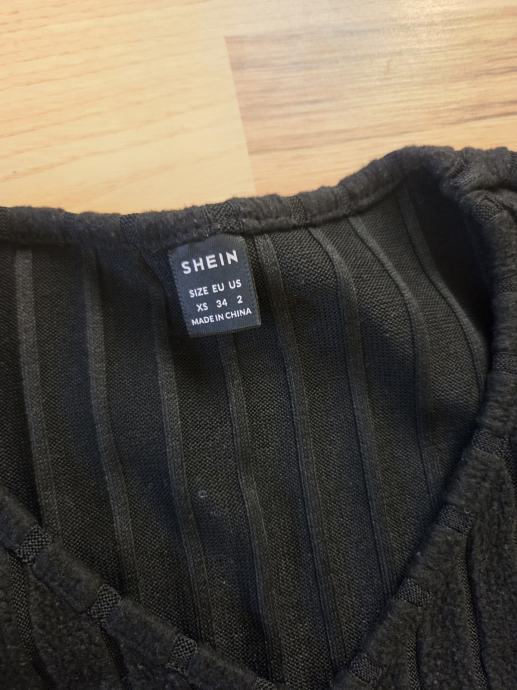 SHEIN
SIZE EU US
XS 34 2
MADE IN CHINA